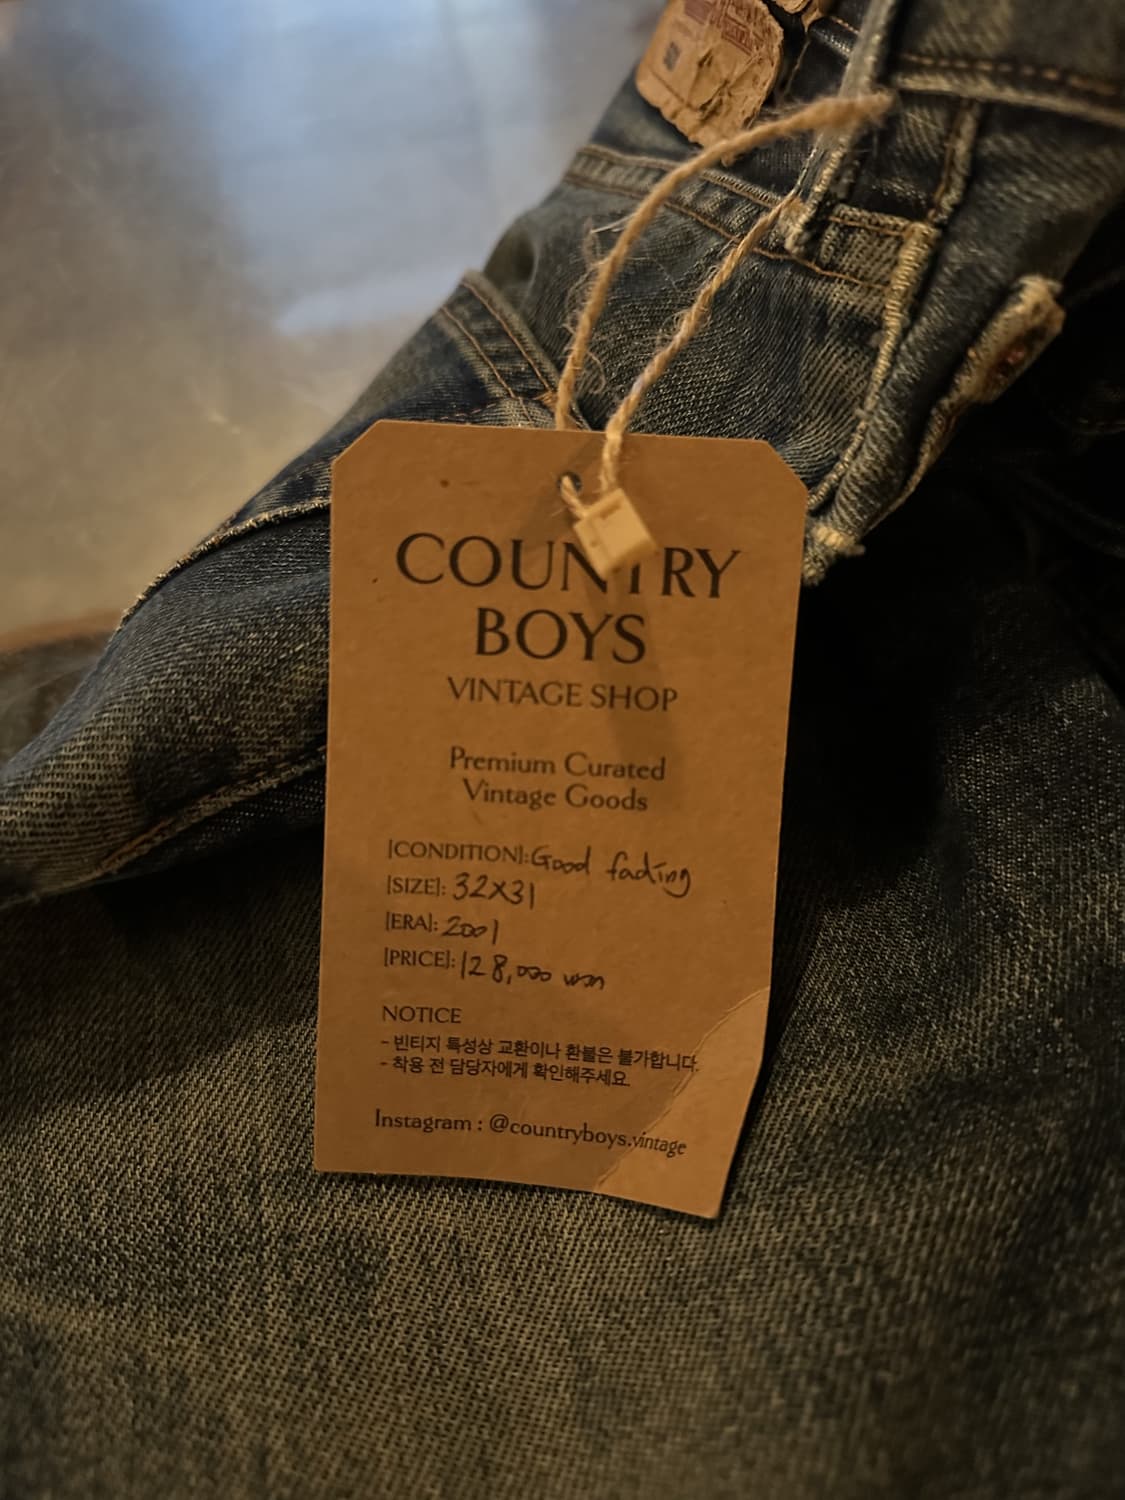 COUNTRY
BOYS
VINTAGE SHOP
Premium Curated
Vintage Goods
[CONDITION]: Good fading
[SIZE]: 32X31
[ERA]: 2001
[PRICE]: 128,000 won
NOTICE
- 빈티지 특성상 교환이나 환불은 불가합니다.
- 착용 전 담당자에게 확인해주세요.
Instagram : @countryboys.vintage